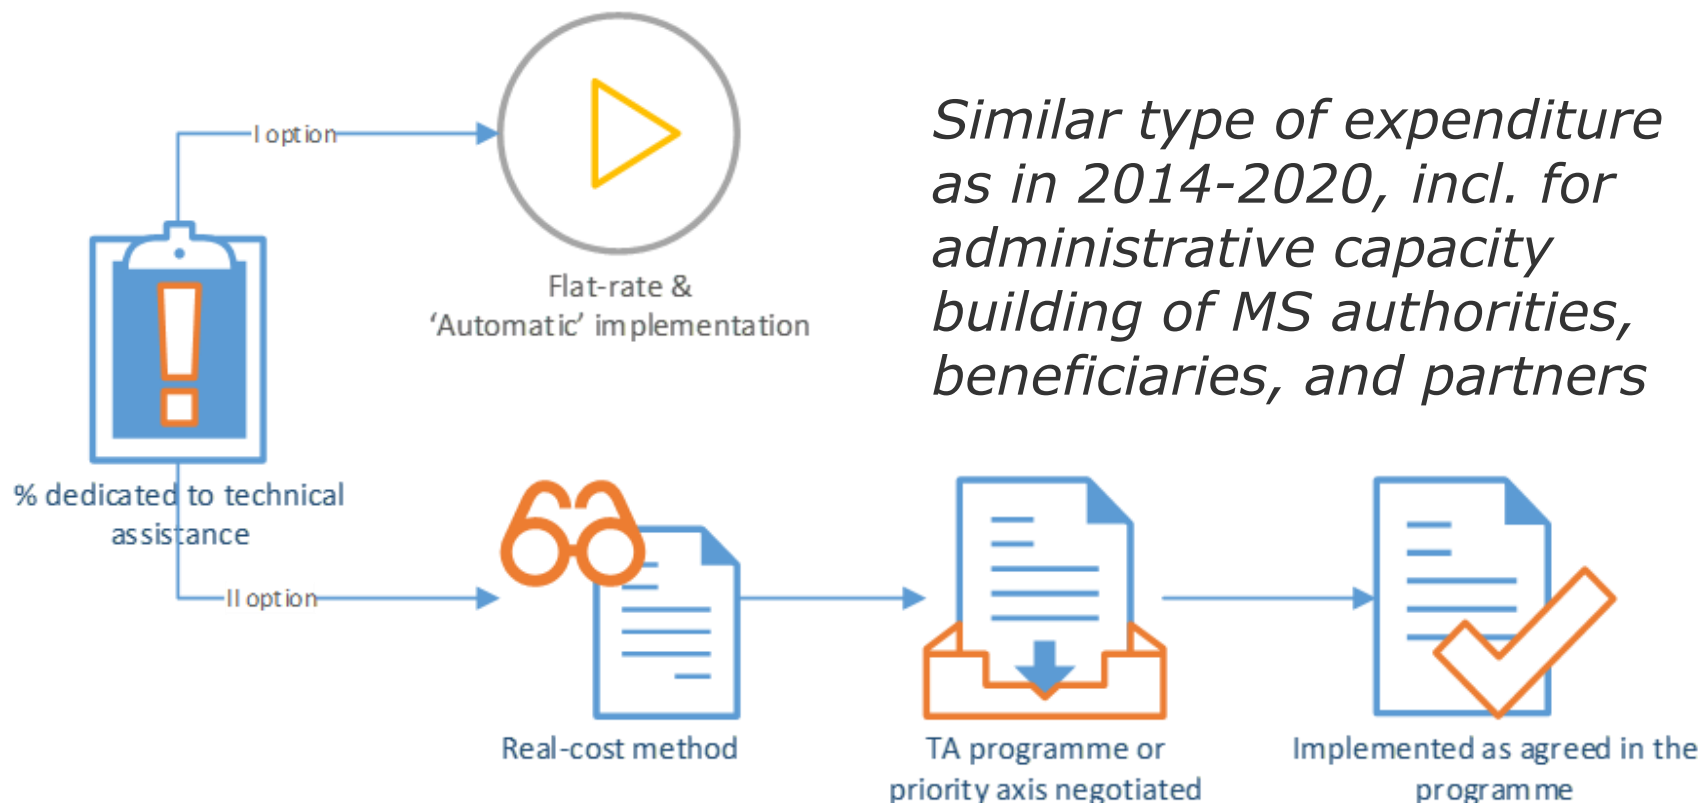 I option
Flat-rate &
‘Automatic’ implementation
Similar type of expenditure
as in 2014-2020, incl. for
administrative capacity
building of MS authorities,
beneficiaries, and partners
% dedicated to technical
assistance
II option
Real-cost method
TA programme or
priority axis negotiated
Implemented as agreed in the
programme